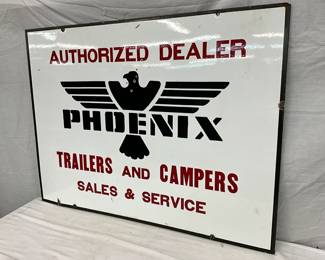 AUTHORIZED DEALER
PHOENIX
TRAILERS AND CAMPERS
SALES & SERVICE